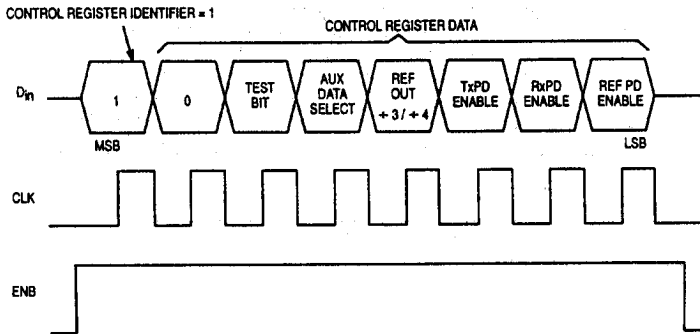 CONTROL REGISTER IDENTIFIER = 1
CONTROL REGISTER DATA
Din
1
0
TEST
BIT
AUX
DATA
SELECT
REF
OUT
÷ 3 / ÷ 4
TxPD
ENABLE
RxPD
ENABLE
REF PD
ENABLE
MSB
LSB
CLK
ENB